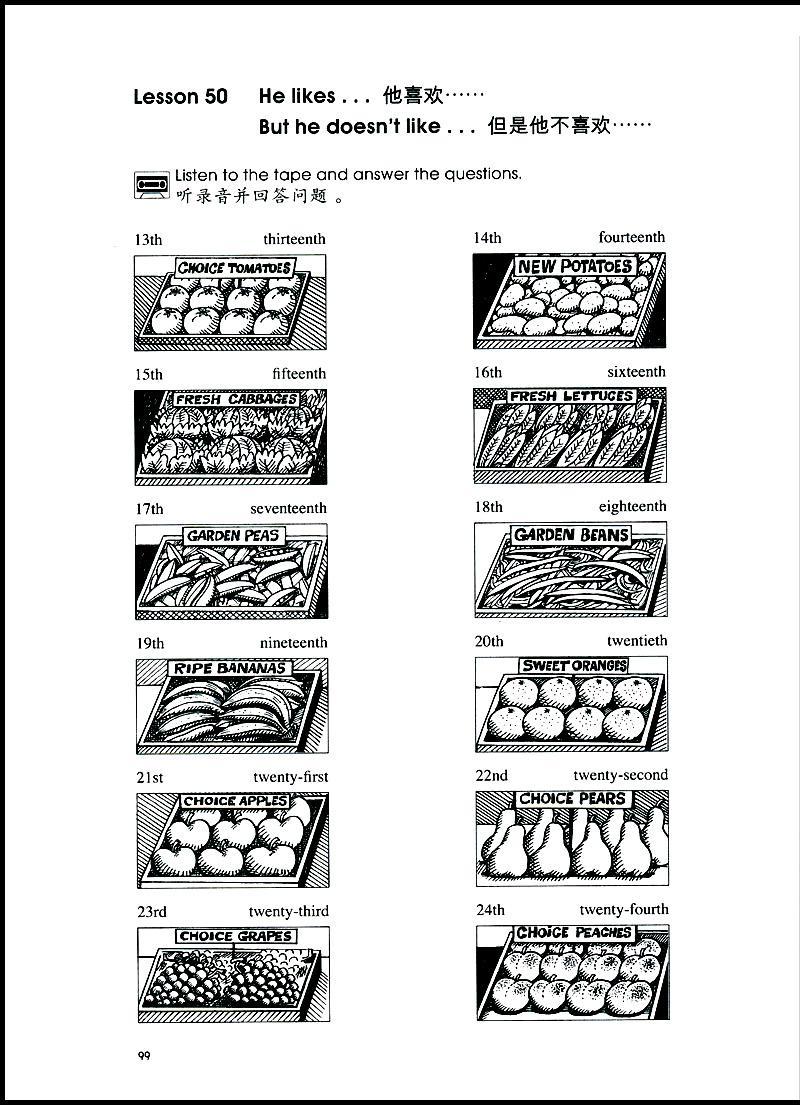 Lesson 50 He likes . . . 他喜欢……
But he doesn't like . . . 但是他不喜欢……
Listen to the tape and answer the questions.
听录音并回答问题。
13th thirteenth
CHOICE TOMATOES
14th fourteenth
NEW POTATOES
15th fifteenth
FRESH CABBAGES
16th sixteenth
FRESH LETTUCES
17th seventeenth
GARDEN PEAS
18th eighteenth
GARDEN BEANS
19th nineteenth
RIPE BANANAS
20th twentieth
SWEET ORANGES
21st twenty-first
CHOICE APPLES
22nd twenty-second
CHOICE PEARS
23rd twenty-third
CHOICE GRAPES
24th twenty-fourth
CHOICE PEACHES
99